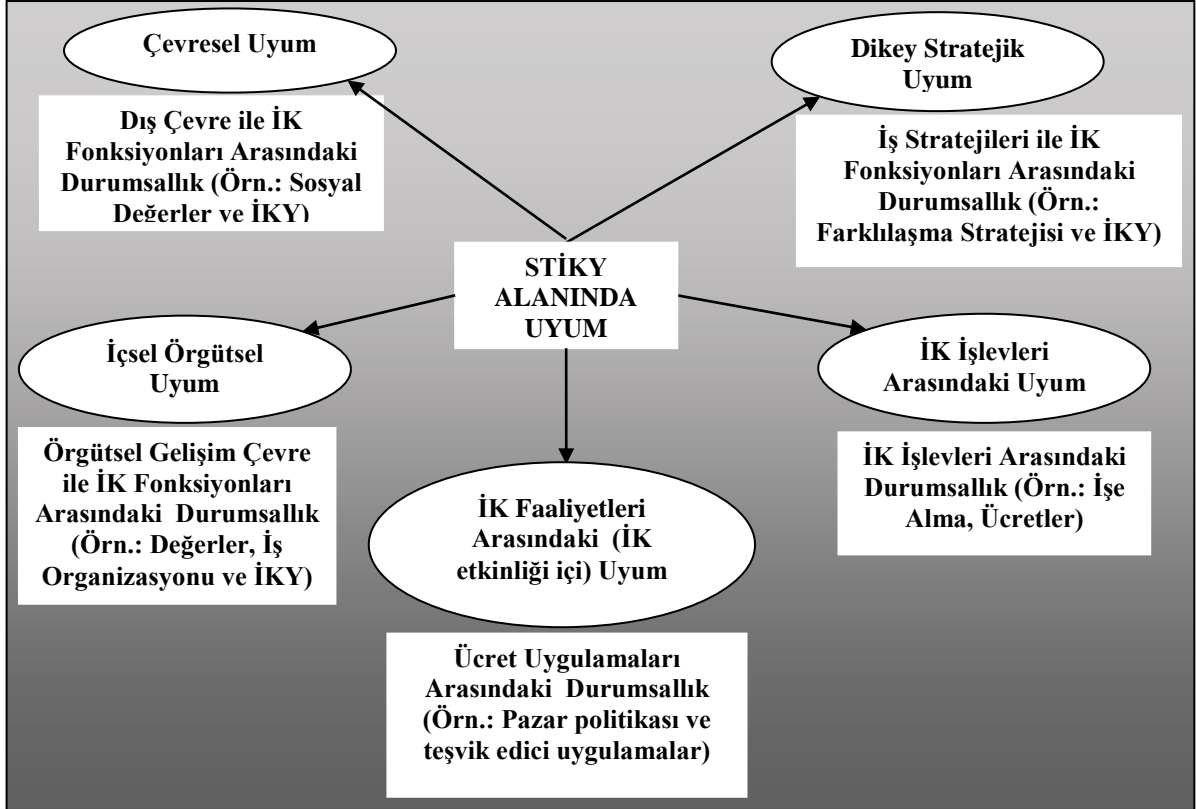 Çevresel Uyum
Dış Çevre ile İK
Fonksiyonları Arasındaki
Durumsallık (Örn.: Sosyal
Değerler ve İKY)
Dikey Stratejik
Uyum
İş Stratejileri ile İK
Fonksiyonları Arasındaki
Durumsallık (Örn.:
Farklılaşma Stratejisi ve İKY)
STİKY
ALANINDA
UYUM
İçsel Örgütsel
Uyum
Örgütsel Gelişim Çevre
ile İK Fonksiyonları
Arasındaki Durumsallık
(Örn.: Değerler, İş
Organizasyonu ve İKY)
İK Faaliyetleri
Arasındaki (İK
etkinliği içi) Uyum
Ücret Uygulamaları
Arasındaki Durumsallık
(Örn.: Pazar politikası ve
teşvik edici uygulamalar)
İK İşlevleri
Arasındaki Uyum
İK İşlevleri Arasındaki
Durumsallık (Örn.: İşe
Alma, Ücretler)